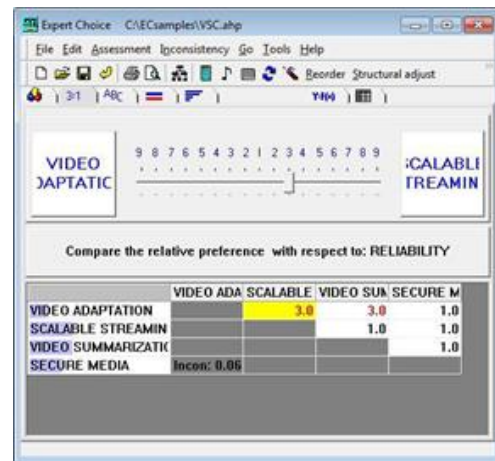 Expert Choice C:\ECsamples\VSC.ahp
File Edit Assessment Inconsistency Go Tools Help
Reorder Structural adjust
3:1 ABC Y=f(x)
VIDEO
DAPTATIC
9 8 7 6 5 4 3 2 1 2 3 4 5 6 7 8 9
SCALABLE
TREAMIN
Compare the relative preference with respect to: RELIABILITY
VIDEO ADA SCALABLE VIDEO SUM SECURE M
VIDEO ADAPTATION 3.0 3.0 1.0
SCALABLE STREAMIN 1.0 1.0
VIDEO SUMMARIZATIC 1.0
SECURE MEDIA Incon: 0.06